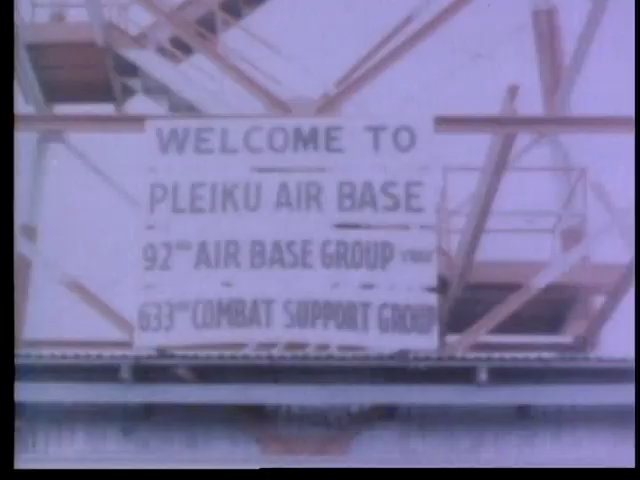 WELCOME TO
PLEIKU AIR BASE
92ND AIR BASE GROUP
633RD COMBAT SUPPORT GROUP